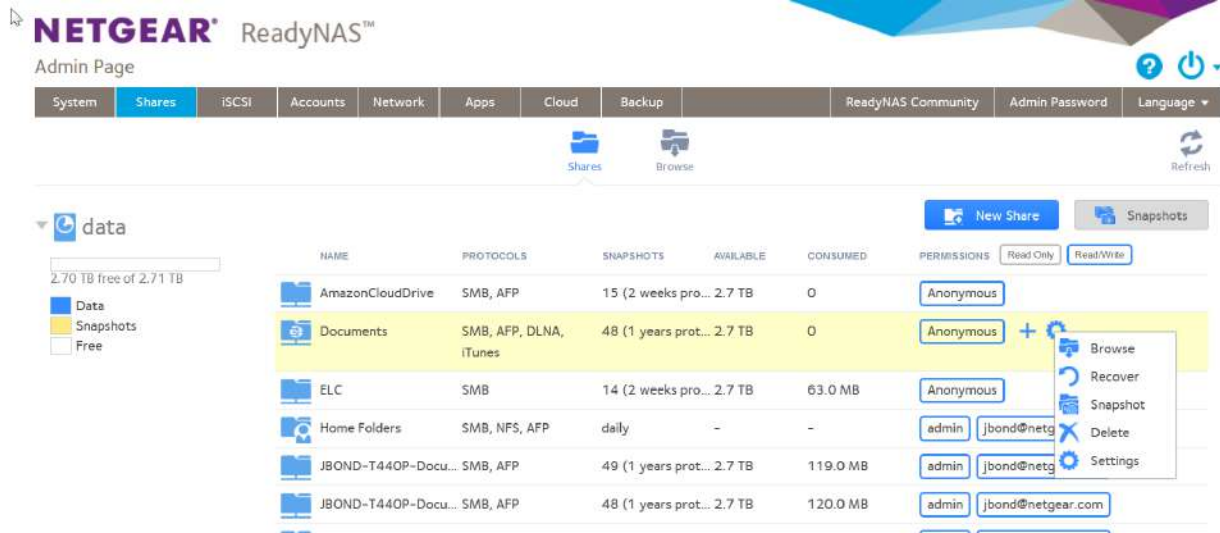 NETGEAR® ReadyNAS™
Admin Page
System Shares iSCSI Accounts Network Apps Cloud Backup ReadyNAS Community Admin Password Language
Shares Browse Refresh
data
New Share Snapshots
2.70 TB free of 2.71 TB
Data
Snapshots
Free
NAME PROTOCOLS SNAPSHOTS AVAILABLE CONSUMED PERMISSIONS Read Only Read/Write
AmazonCloudDrive SMB, AFP 15 (2 weeks pro... 2.7 TB 0 Anonymous
Documents SMB, AFP, DLNA, 48 (1 years prot... 2.7 TB 0 Anonymous
iTunes
Browse
Recover
Snapshot
Delete
Settings
ELC SMB 14 (2 weeks pro... 2.7 TB 63.0 MB Anonymous
Home Folders SMB, NFS, AFP daily - - admin jbond@netg
JBOND-T440P-Docu... SMB, AFP 49 (1 years prot... 2.7 TB 119.0 MB admin jbond@netg
JBOND-T440P-Docu... SMB, AFP 48 (1 years prot... 2.7 TB 120.0 MB admin jbond@netgear.com